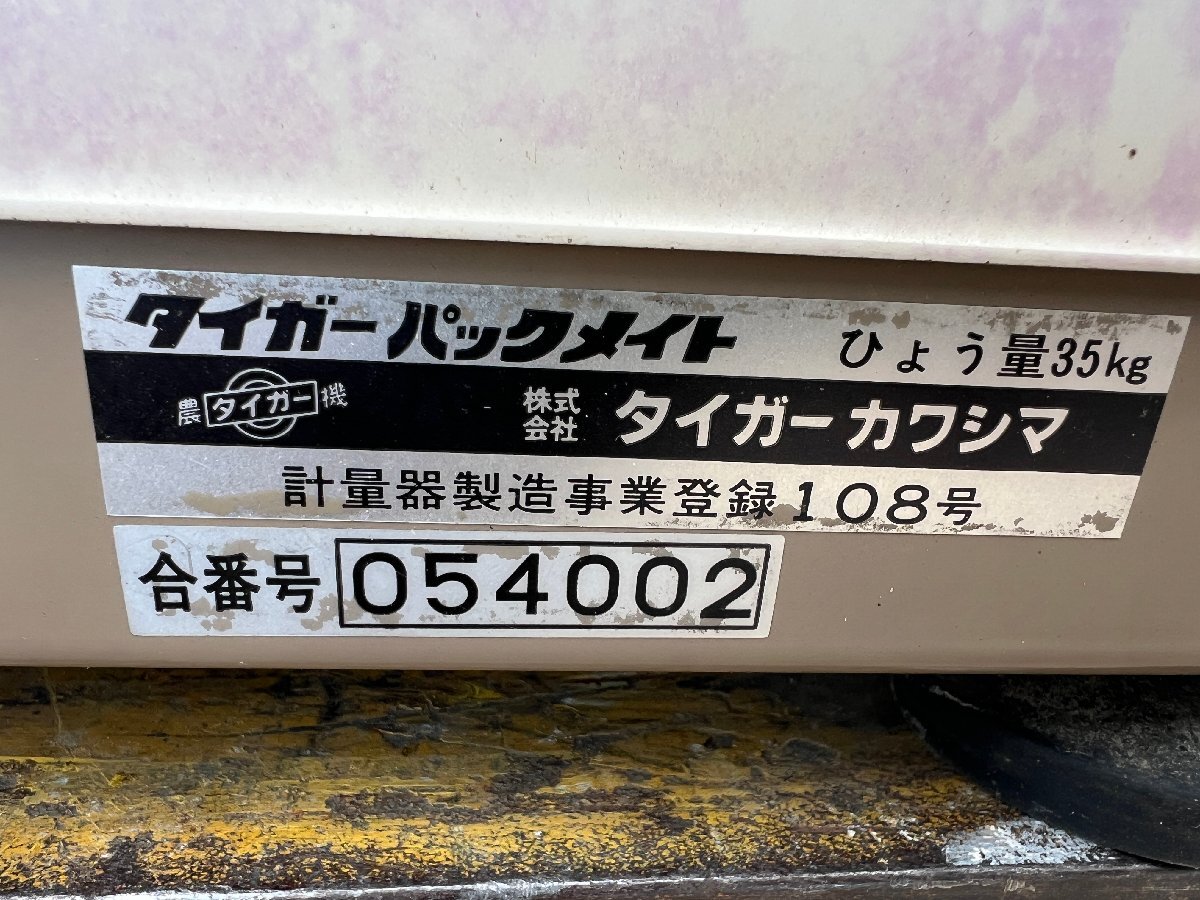 タイガーパックメイト ひょう量35kg
農 タイガー 機 株式会社 タイガーカワシマ
計量器製造事業登録108号
合番号 054002